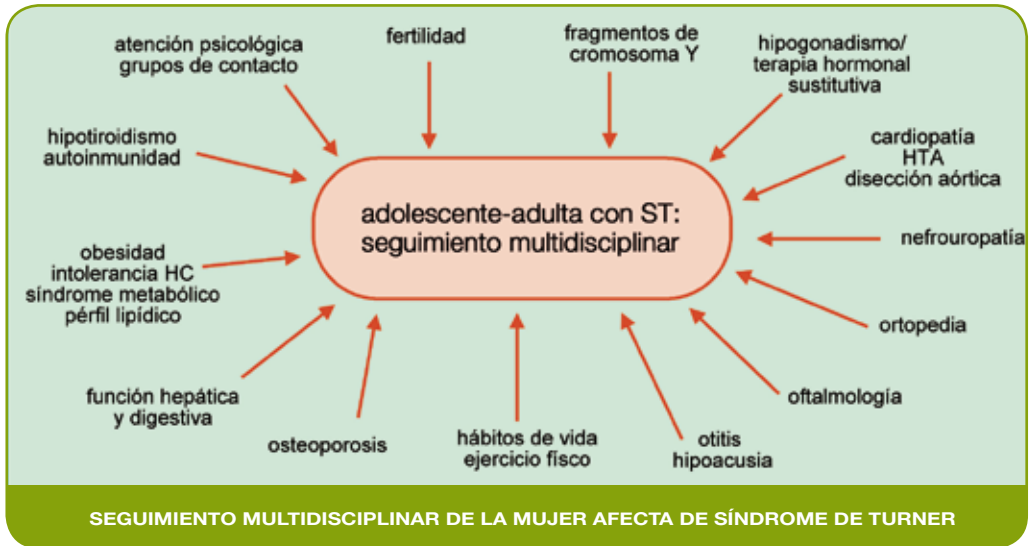 atención psicológica
grupos de contacto
fertilidad
fragmentos de
cromosoma Y
hipogonadismo/
terapia hormonal
sustitutiva
hipotiroidismo
autoinmunidad
cardiopatía
HTA
disección aórtica
adolescente-adulta con ST:
seguimiento multidisciplinar
nefrouropatía
obesidad
intolerancia HC
síndrome metabólico
pérfil lipídico
ortopedia
función hepática
y digestiva
oftalmología
osteoporosis
hábitos de vida
ejercicio físco
otitis
hipoacusia
SEGUIMIENTO MULTIDISCIPLINAR DE LA MUJER AFECTA DE SÍNDROME DE TURNER